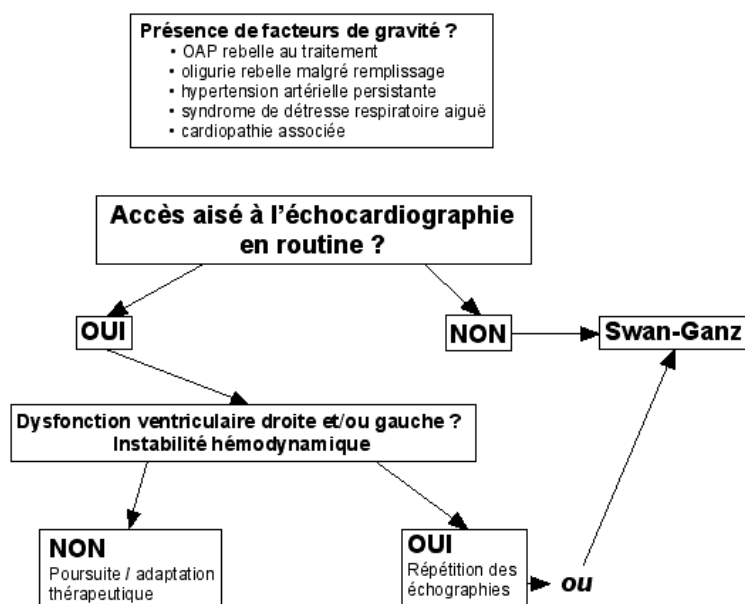 Présence de facteurs de gravité ?
• OAP rebelle au traitement
• oligurie rebelle malgré remplissage
• hypertension artérielle persistante
• syndrome de détresse respiratoire aiguë
• cardiopathie associée
Accès aisé à l'échocardiographie
en routine ?
OUI
NON
Swan-Ganz
Dysfonction ventriculaire droite et/ou gauche ?
Instabilité hémodynamique
NON
Poursuite / adaptation
thérapeutique
OUI
Répétition des
échographies
ou